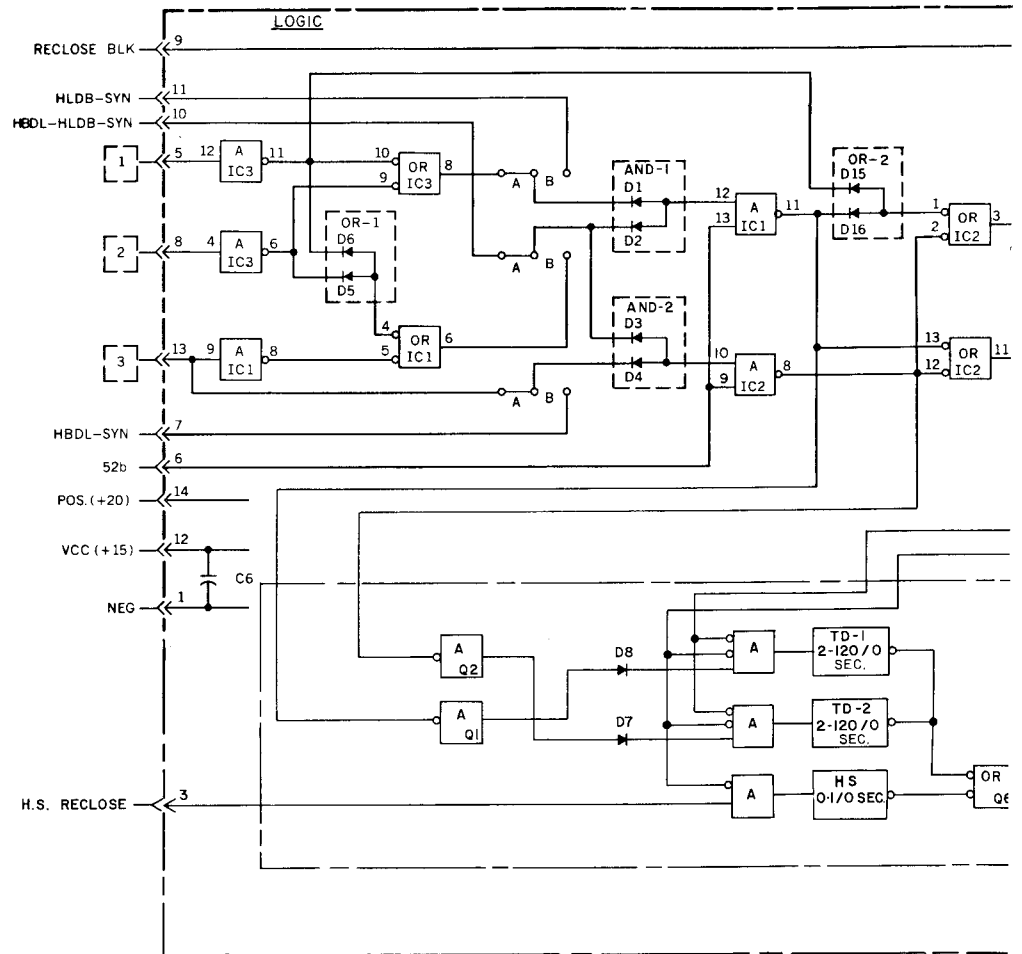 LOGIC
RECLOSE BLK 9
HLDB-SYN 11
HBDL-HLDB-SYN 10
1 5 12 A IC3 11
10 9 OR IC3 8
A B
2 8 4 A IC3 6
OR-1
D6
D5
A B
3 13 9 A IC1 8
4 5 OR IC1 6
A B
AND-1
D1
D2
12 13 A IC1 11
OR-2
D15
D16
1 2 OR IC2 3
AND-2
D3
D4
10 9 A IC2 8
13 12 OR IC2 11
HBDL-SYN 7
52b 6
POS.(+20) 14
VCC (+15) 12
C6
NEG 1
A Q2
D8
A
TD-1
2-120/0
SEC.
A Q1
D7
A
TD-2
2-120/0
SEC.
H.S. RECLOSE 3
A
HS
0.1/0 SEC.
OR
Q6